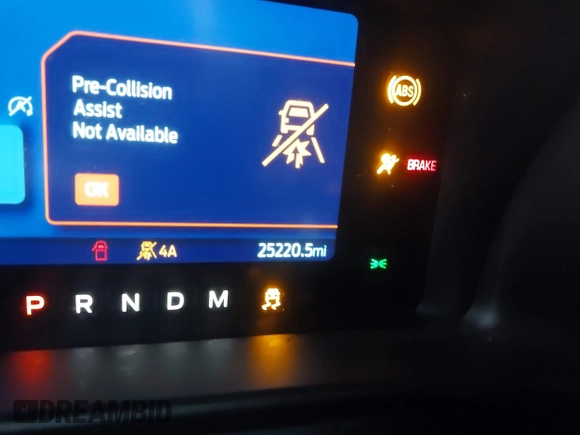 Pre-Collision
Assist
Not Available
OK
ABS
BRAKE
4A
25220.5mi
P R N D M
DREAMBID